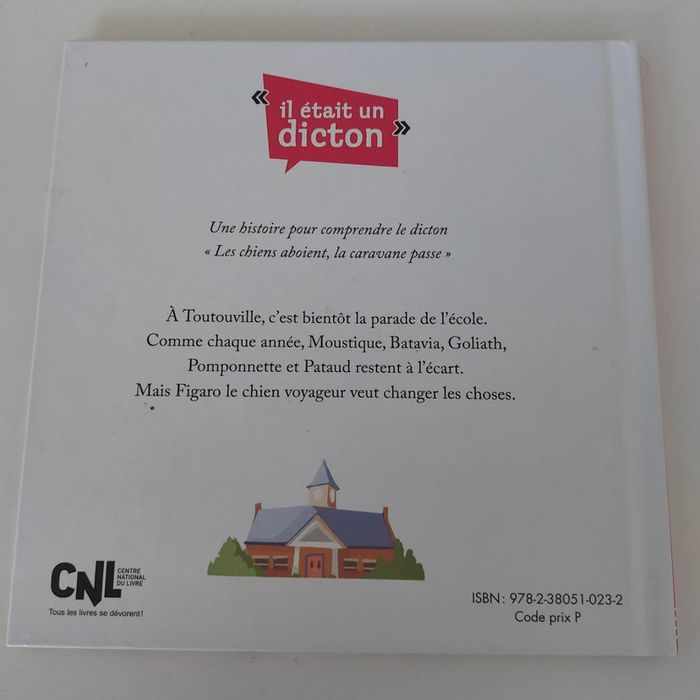 « il était un
dicton »
Une histoire pour comprendre le dicton
« Les chiens aboient, la caravane passe »
À Toutouville, c'est bientôt la parade de l'école.
Comme chaque année, Moustique, Batavia, Goliath,
Pomponnette et Pataud restent à l'écart.
Mais Figaro le chien voyageur veut changer les choses.
CNL CENTRE
NATIONAL
DU LIVRE
Tous les livres se dévorent!
ISBN : 978-2-38051-023-2
Code prix P